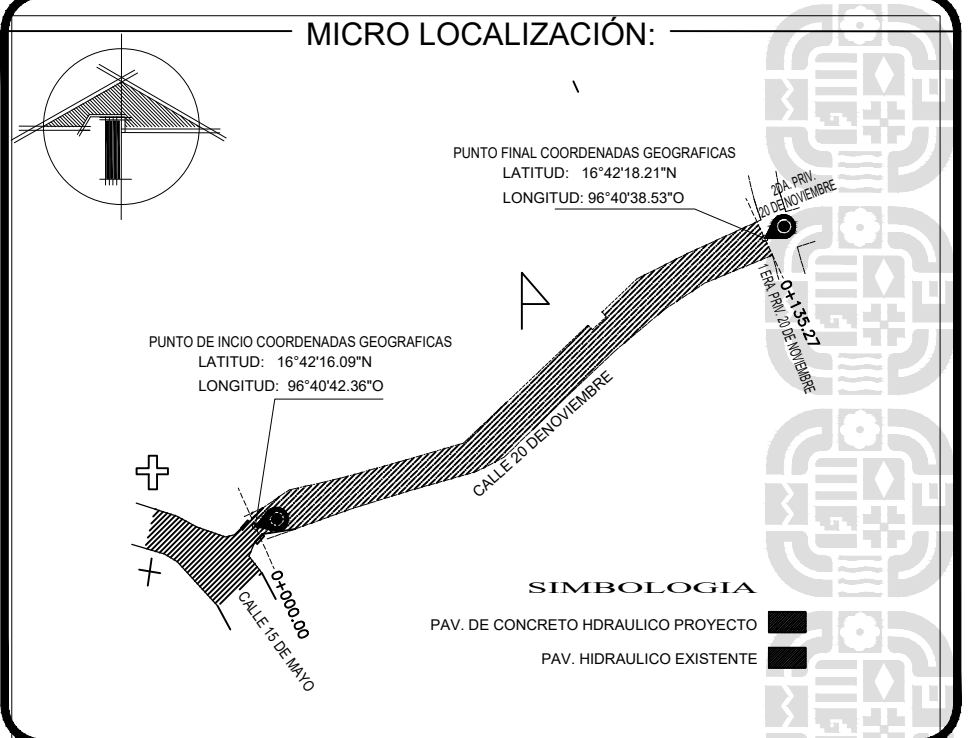 MICRO LOCALIZACIÓN:
PUNTO FINAL COORDENADAS GEOGRAFICAS
LATITUD: 16°42'18.21"N
LONGITUD: 96°40'38.53"O
2DA. PRIV.
20 DE NOVIEMBRE
0+135.27
1 ERA. PRIV. 20 DE NOVIEMBRE
PUNTO DE INCIO COORDENADAS GEOGRAFICAS
LATITUD: 16°42'16.09"N
LONGITUD: 96°40'42.36"O
CALLE 20 DENOVIEMBRE
0+000.00
CALLE 15 DE MAYO
SIMBOLOGIA
PAV. DE CONCRETO HDRAULICO PROYECTO
PAV. HIDRAULICO EXISTENTE